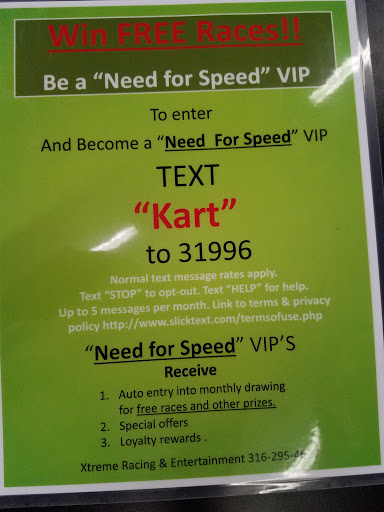 Win FREE Races!!
Be a “Need for Speed” VIP
To enter
And Become a “Need For Speed” VIP
TEXT
“Kart”
to 31996
Normal text message rates apply.
Text “STOP” to opt-out. Text “HELP” for help.
Up to 5 messages per month. Link to terms & privacy
policy http://www.slicktext.com/termsofuse.php
“Need for Speed” VIP’S
Receive
1. Auto entry into monthly drawing
for free races and other prizes.
2. Special offers
3. Loyalty rewards .
Xtreme Racing & Entertainment